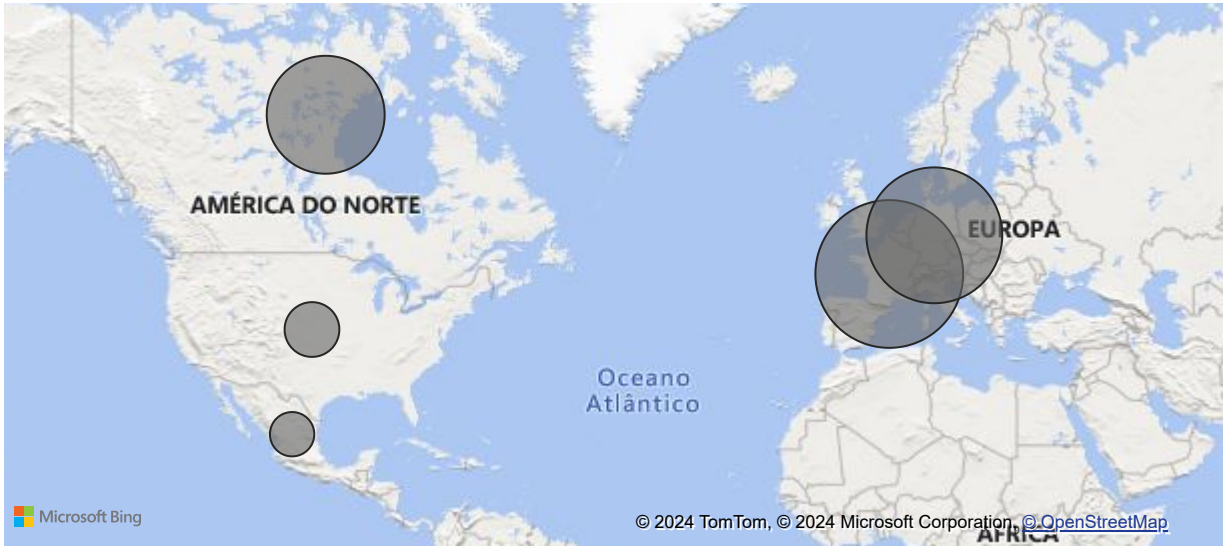 AMÉRICA DO NORTE
EUROPA
Oceano
Atlântico
Microsoft Bing
© 2024 TomTom, © 2024 Microsoft Corporation, © OpenStreetMap
ÁFRICA